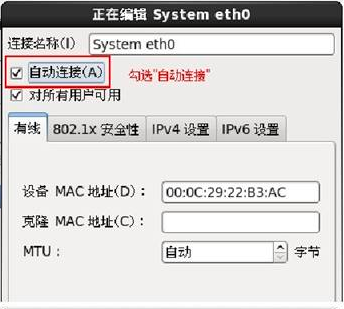 正在编辑 System eth0
连接名称(I) System eth0
自动连接(A) 勾选"自动连接"
对所有用户可用
有线 802.1x 安全性 IPv4 设置 IPv6 设置
设备 MAC 地址(D)： 00:0C:29:22:B3:AC
克隆 MAC 地址(C)：
MTU： 自动 字节